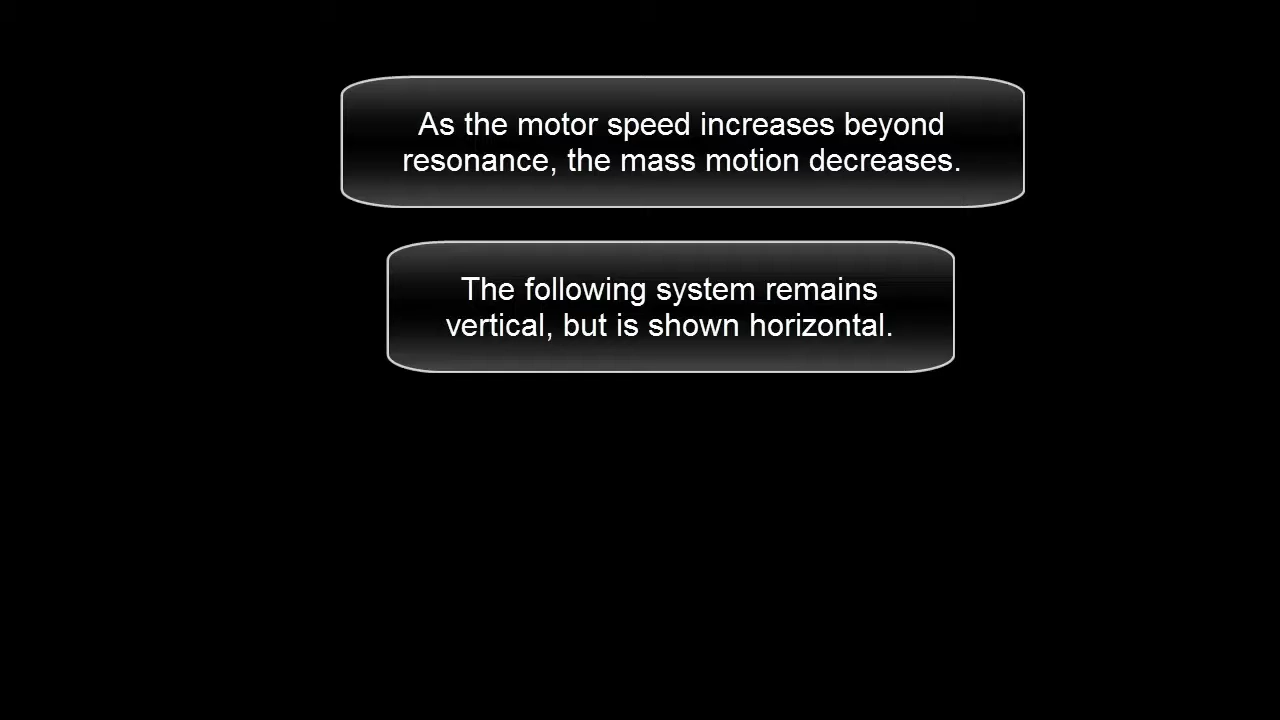 As the motor speed increases beyond
resonance, the mass motion decreases.
The following system remains
vertical, but is shown horizontal.